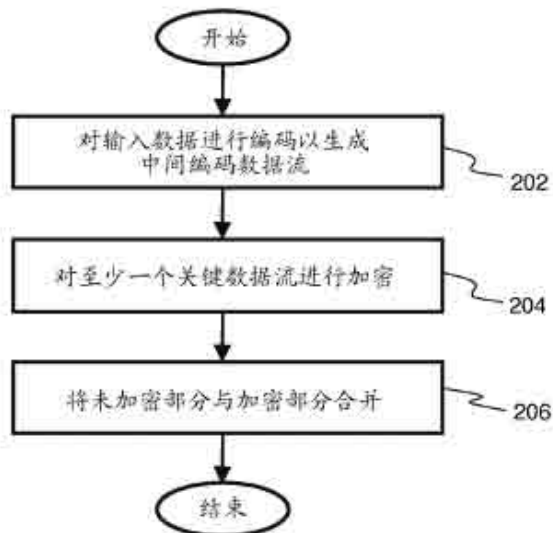 开始
对输入数据进行编码以生成
中间编码数据流
202
对至少一个关键数据流进行加密
204
将未加密部分与加密部分合并
206
结束